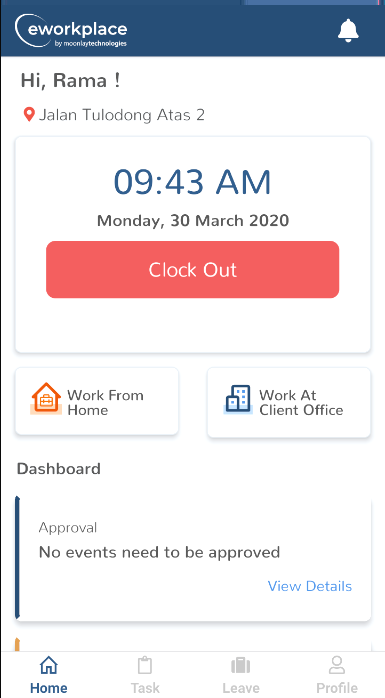 eworkplace
by moonlaytechnologies
Hi, Rama !
Jalan Tulodong Atas 2
09:43 AM
Monday, 30 March 2020
Clock Out
Work From
Home
Work At
Client Office
Dashboard
Approval
No events need to be approved
View Details
Home
Task
Leave
Profile